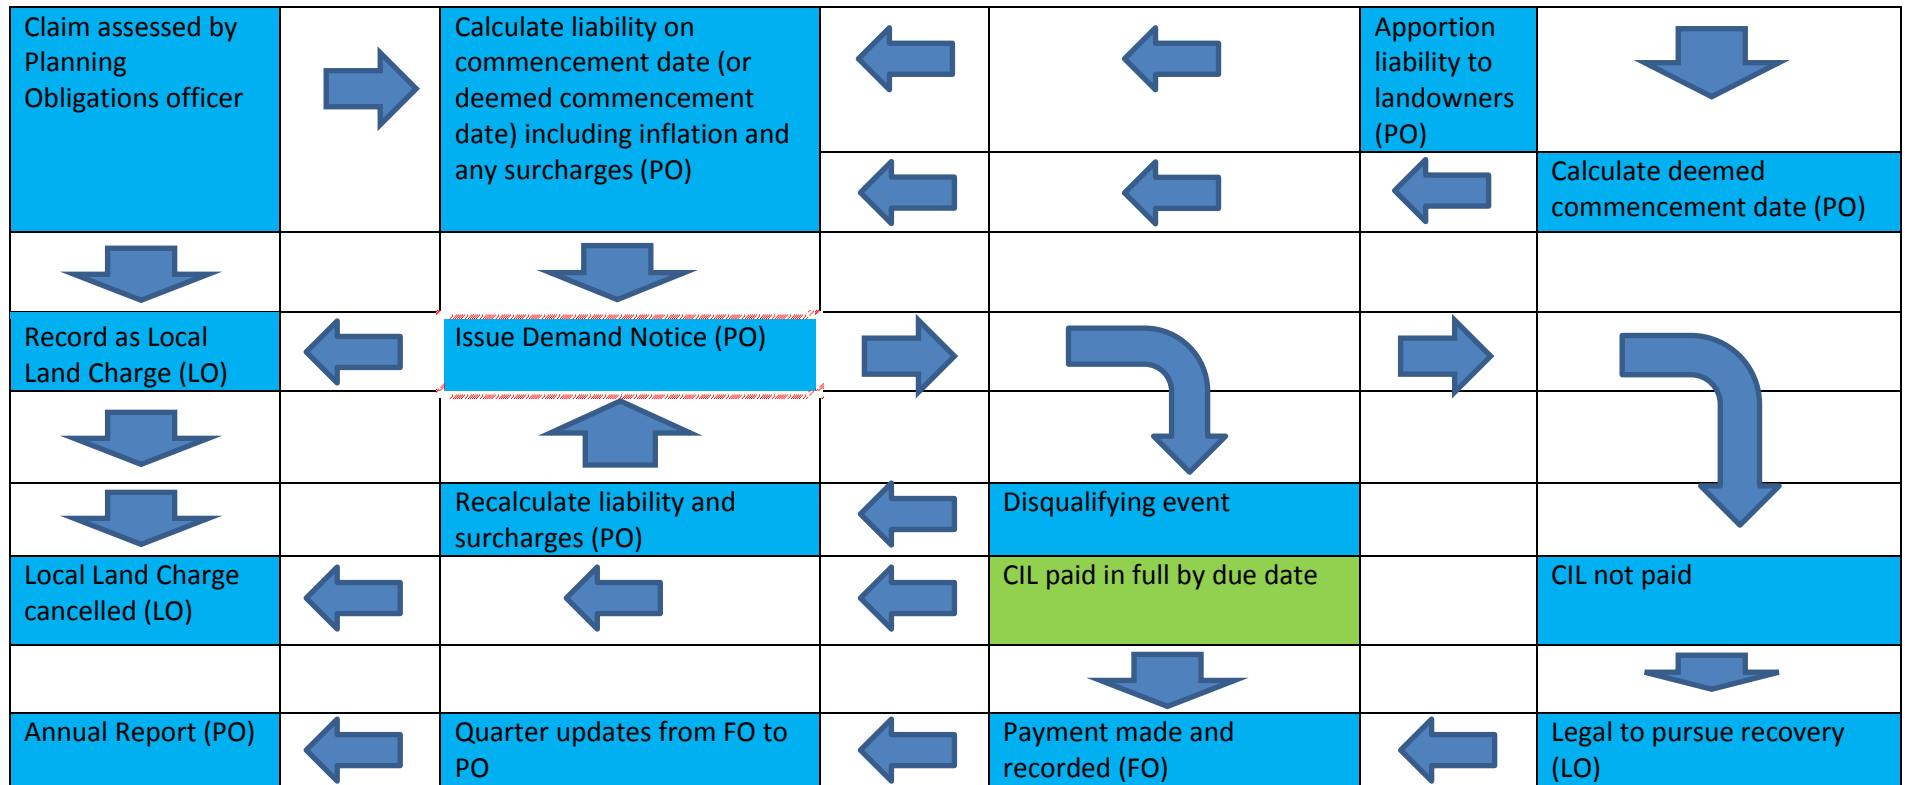 Claim assessed by
Planning
Obligations officer
Calculate liability on
commencement date (or
deemed commencement
date) including inflation and
any surcharges (PO)
Apportion
liability to
landowners
(PO)
Calculate deemed
commencement date (PO)
Record as Local
Land Charge (LO)
Issue Demand Notice (PO)
Recalculate liability and
surcharges (PO)
Disqualifying event
Local Land Charge
cancelled (LO)
CIL paid in full by due date
CIL not paid
Annual Report (PO)
Quarter updates from FO to
PO
Payment made and
recorded (FO)
Legal to pursue recovery
(LO)